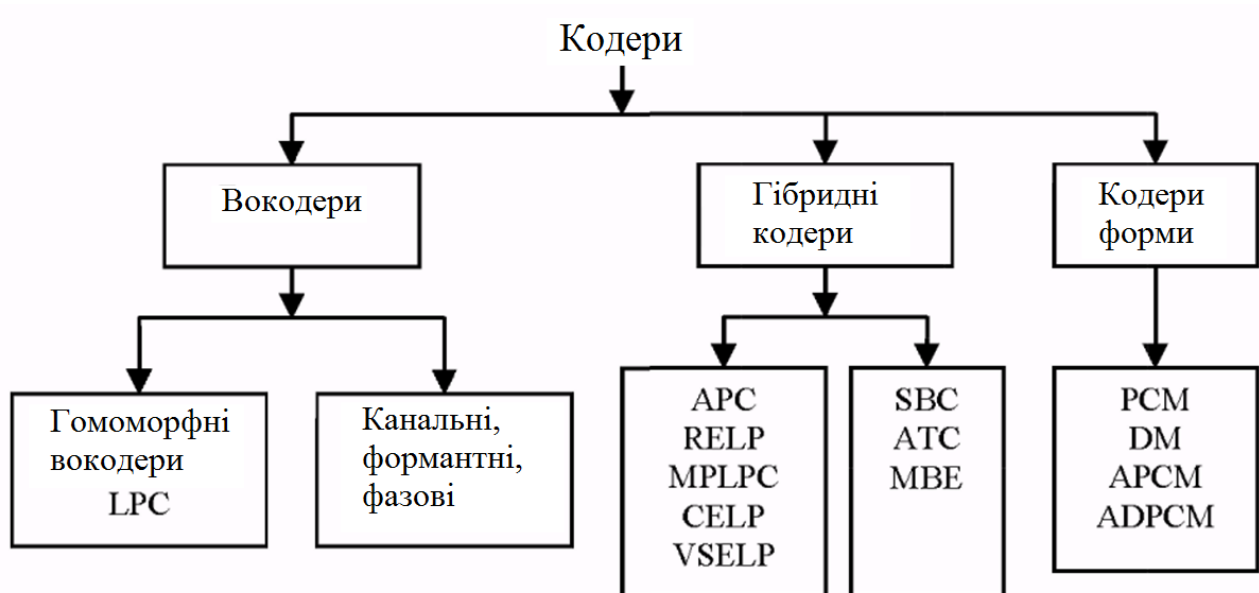 Кодери
Вокодери
Гібридні
кодери
Кодери
форми
Гомоморфні
вокодери
LPC
Канальні,
формантні,
фазові
APC
RELP
MPLPC
CELP
VSELP
SBC
ATC
MBE
PCM
DM
APCM
ADPCM